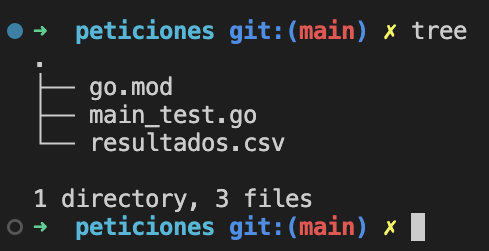 ➜  peticiones git:(main) ✗ tree
.
├── go.mod
├── main_test.go
└── resultados.csv
1 directory, 3 files
➜  peticiones git:(main) ✗